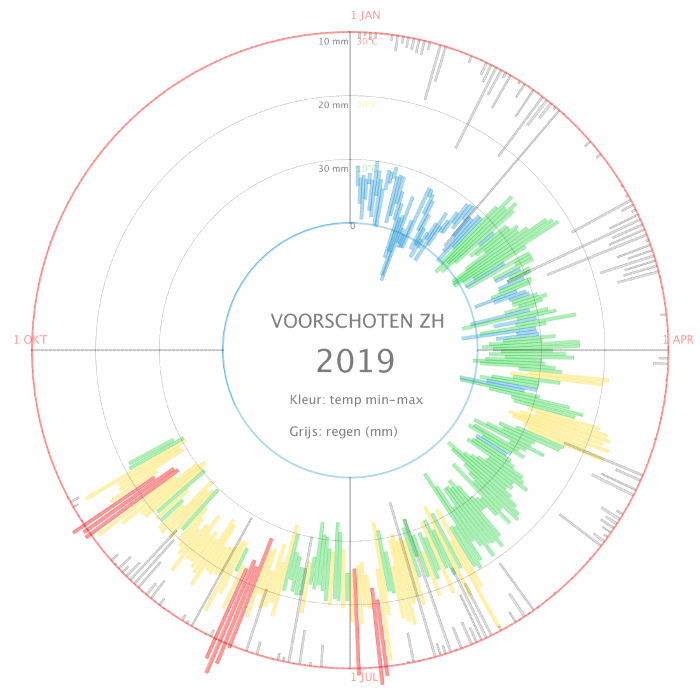 1 JAN
10 mm 30°C
20 mm 20°C
30 mm 10°C
0
VOORSCHOTEN ZH
1 OKT
1 APR
2019
Kleur: temp min-max
Grijs: regen (mm)
1 JUL